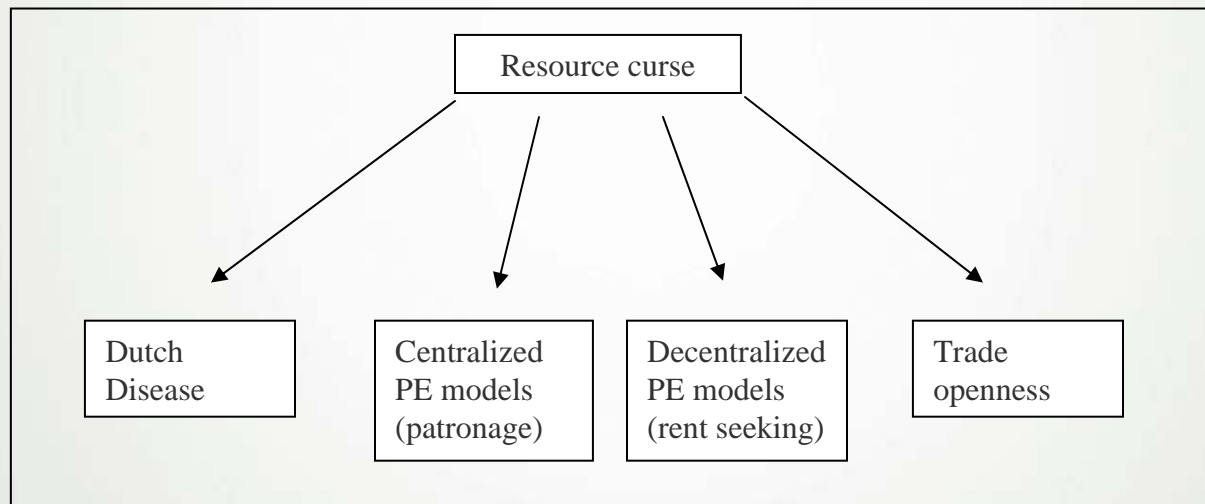 Resource curse
Dutch
Disease
Centralized
PE models
(patronage)
Decentralized
PE models
(rent seeking)
Trade
openness